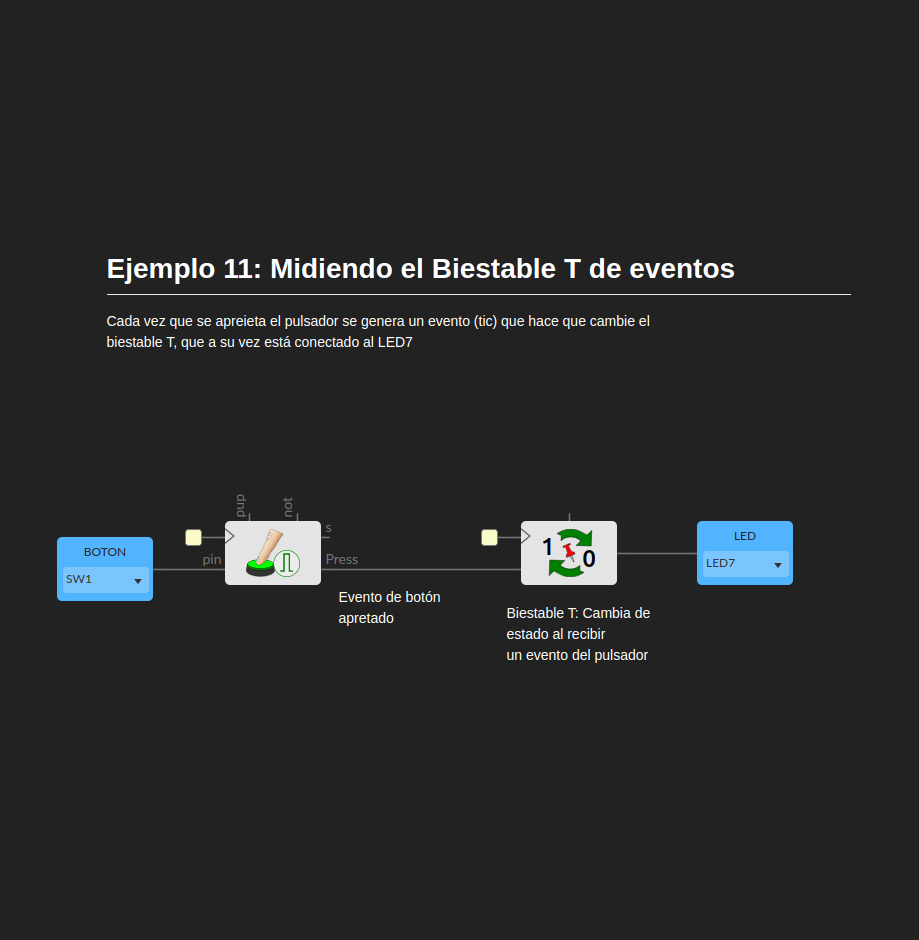 Ejemplo 11: Midiendo el Biestable T de eventos
Cada vez que se aprieta el pulsador se genera un evento (tic) que hace que cambie el
biestable T, que a su vez está conectado al LED7
pup
not
s
BOTON
SW1
pin
Press
1
0
LED
LED7
Evento de botón
apretado
Biestable T: Cambia de
estado al recibir
un evento del pulsador